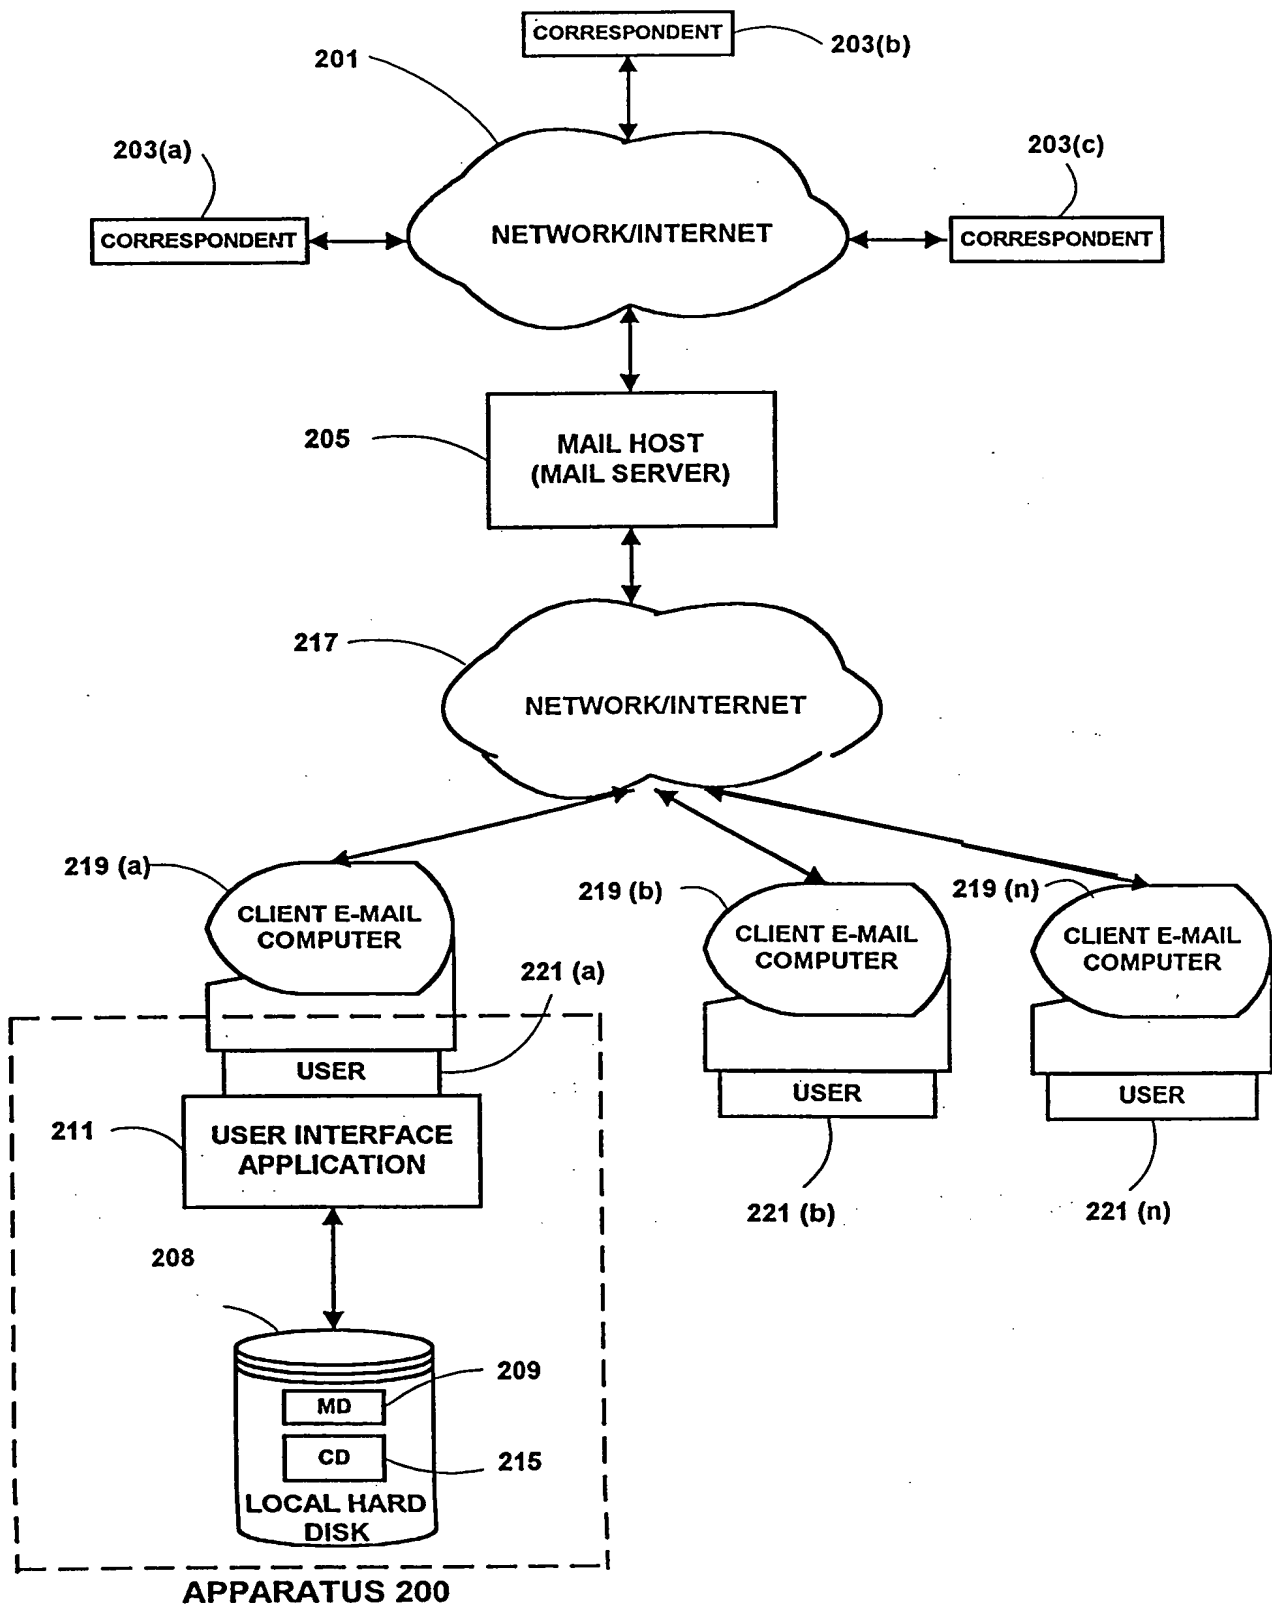 CORRESPONDENT
203(b)
201
203(a)
203(c)
CORRESPONDENT
NETWORK/INTERNET
CORRESPONDENT
205
MAIL HOST
(MAIL SERVER)
217
NETWORK/INTERNET
219 (a)
219 (b)
219 (n)
CLIENT E-MAIL
COMPUTER
CLIENT E-MAIL
COMPUTER
CLIENT E-MAIL
COMPUTER
221 (a)
USER
USER
USER
211
USER INTERFACE
APPLICATION
221 (b)
221 (n)
208
209
MD
CD
215
LOCAL HARD
DISK
APPARATUS 200